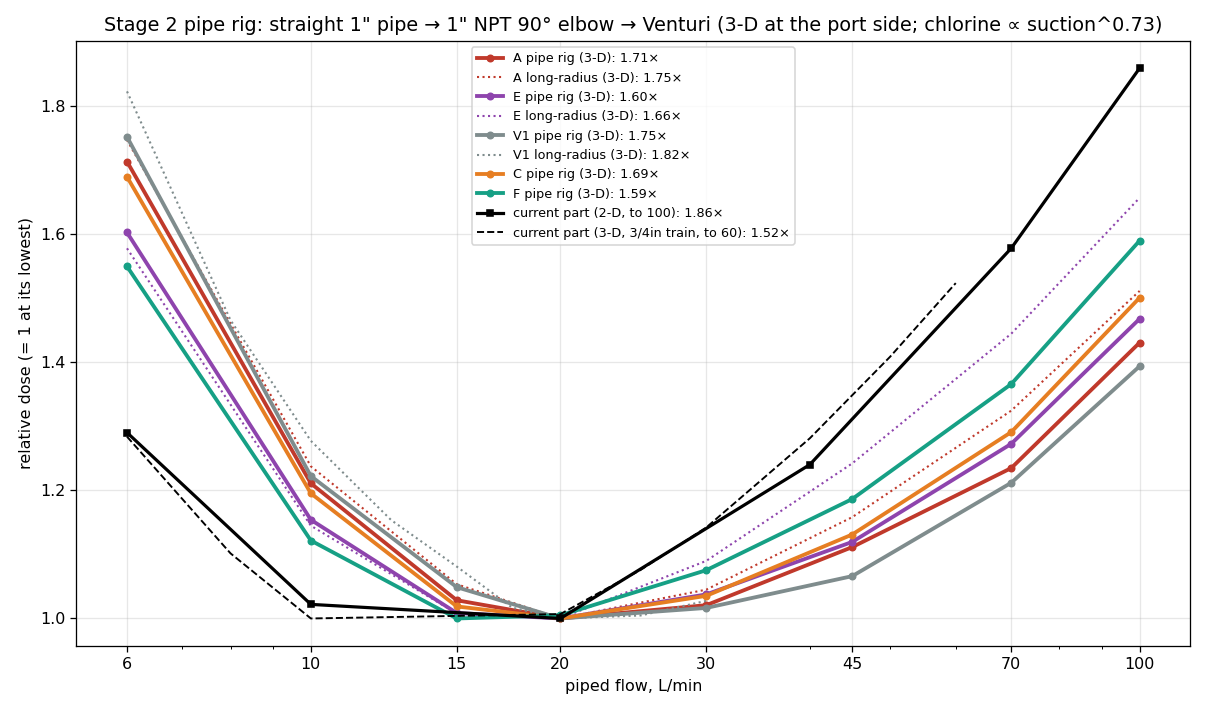 Stage 2 pipe rig: straight 1" pipe → 1" NPT 90° elbow → Venturi (3-D at the port side; chlorine ∝ suction^0.73)
A pipe rig (3-D): 1.71×
A long-radius (3-D): 1.75×
E pipe rig (3-D): 1.60×
E long-radius (3-D): 1.66×
V1 pipe rig (3-D): 1.75×
V1 long-radius (3-D): 1.82×
C pipe rig (3-D): 1.69×
F pipe rig (3-D): 1.59×
current part (2-D, to 100): 1.86×
current part (3-D, 3/4in train, to 60): 1.52×
relative dose (= 1 at its lowest)
1.8
1.6
1.4
1.2
1.0
6 10 15 20 30 45 70 100
piped flow, L/min